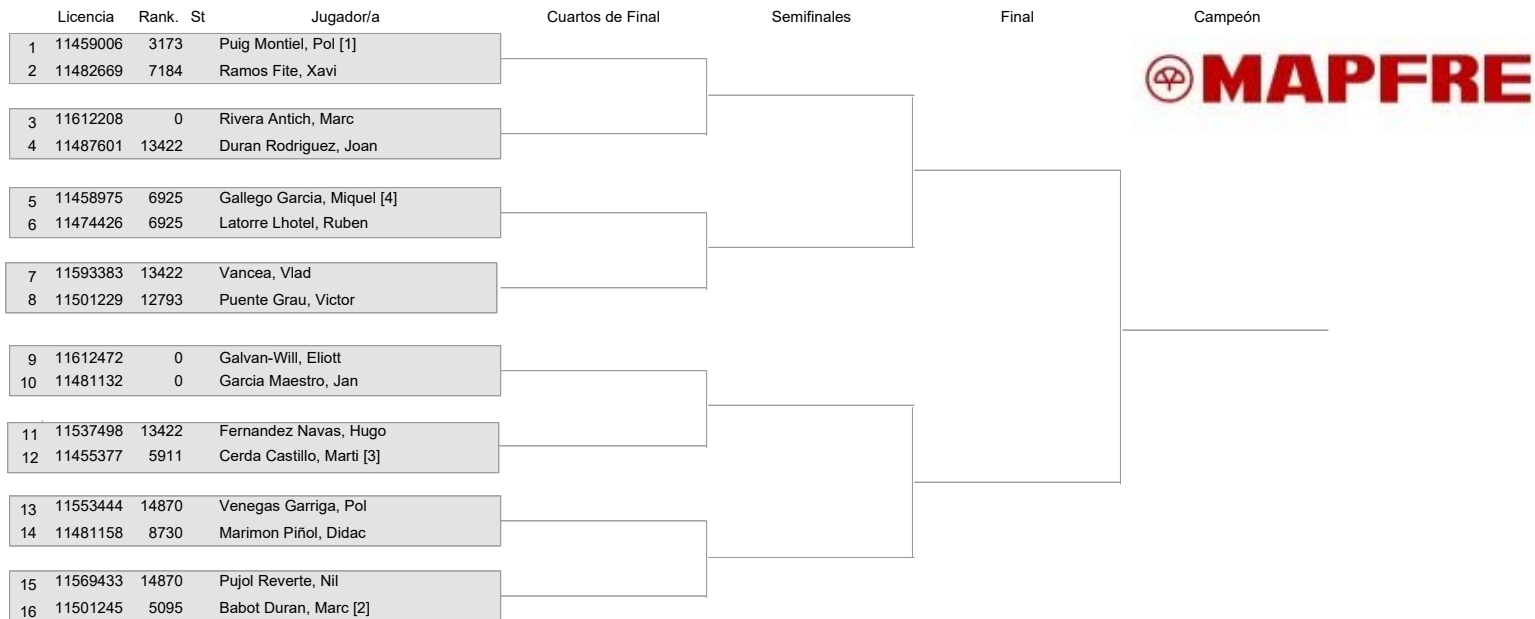 Licencia Rank. St Jugador/a Cuartos de Final Semifinales Final Campeón
MAPFRE
1 11459006 3173 Puig Montiel, Pol [1]
2 11482669 7184 Ramos Fite, Xavi
3 11612208 0 Rivera Antich, Marc
4 11487601 13422 Duran Rodriguez, Joan
5 11458975 6925 Gallego Garcia, Miquel [4]
6 11474426 6925 Latorre Lhotel, Ruben
7 11593383 13422 Vancea, Vlad
8 11501229 12793 Puente Grau, Victor
9 11612472 0 Galvan-Will, Eliott
10 11481132 0 Garcia Maestro, Jan
11 11537498 13422 Fernandez Navas, Hugo
12 11455377 5911 Cerda Castillo, Marti [3]
13 11553444 14870 Venegas Garriga, Pol
14 11481158 8730 Marimon Piñol, Didac
15 11569433 14870 Pujol Reverte, Nil
16 11501245 5095 Babot Duran, Marc [2]